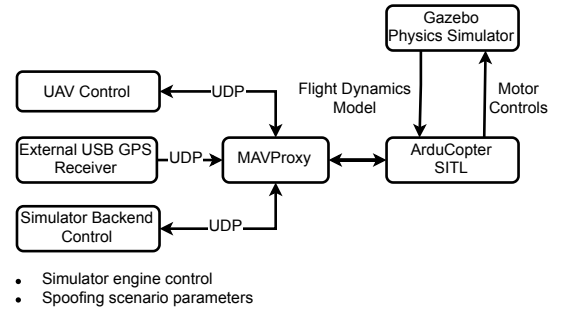 Gazebo
Physics Simulator
UAV Control
UDP
Flight Dynamics
Model
Motor
Controls
External USB GPS
Receiver
UDP
MAVProxy
ArduCopter
SITL
Simulator Backend
Control
UDP
• Simulator engine control
• Spoofing scenario parameters